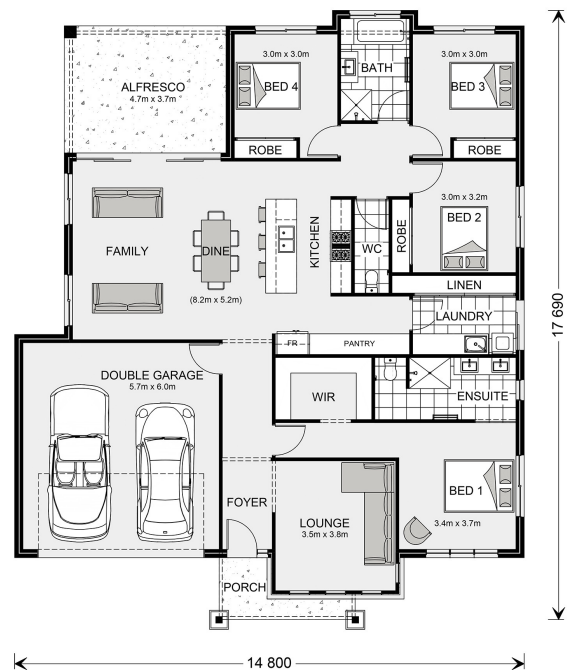 3.0m x 3.0m
BED 4
BATH
3.0m x 3.0m
BED 3
ALFRESCO
4.7m x 3.7m
ROBE
ROBE
3.0m x 3.2m
BED 2
FAMILY
DINE
(8.2m x 5.2m)
KITCHEN
WC
ROBE
LINEN
LAUNDRY
FR
PANTRY
DOUBLE GARAGE
5.7m x 6.0m
WIR
ENSUITE
FOYER
LOUNGE
3.5m x 3.8m
BED 1
3.4m x 3.7m
PORCH
17 690
14 800